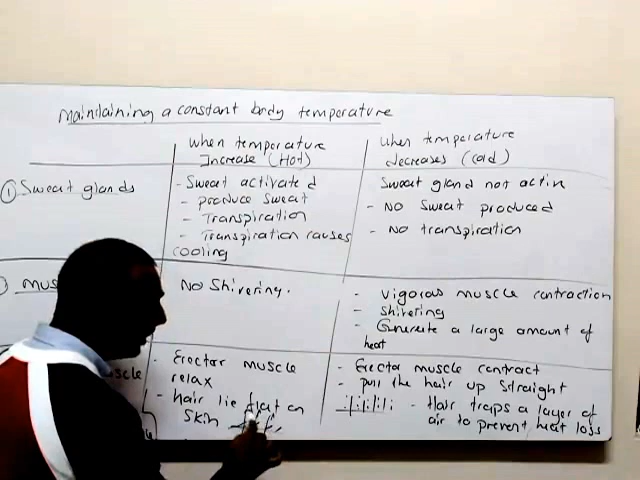 Maintaining a constant body temperature
When temperature
Increase (Hot)
When temperature
decreases (cold)
① Sweat glands
- Sweat activated
- produce sweat
- Transpiration
- Transpiration causes
cooling
Sweat gland not activ
- No Sweat produced
- No transpiration
No Shivering.
- Vigorous muscle contraction
- Shivering
- Generate a large amount of
heat
muscle
- Erector muscle
relax
- hair lie flat on
skin
- Erector muscle contract
- pull the hair up straight
- Hair traps a layer of
air to prevent heat loss